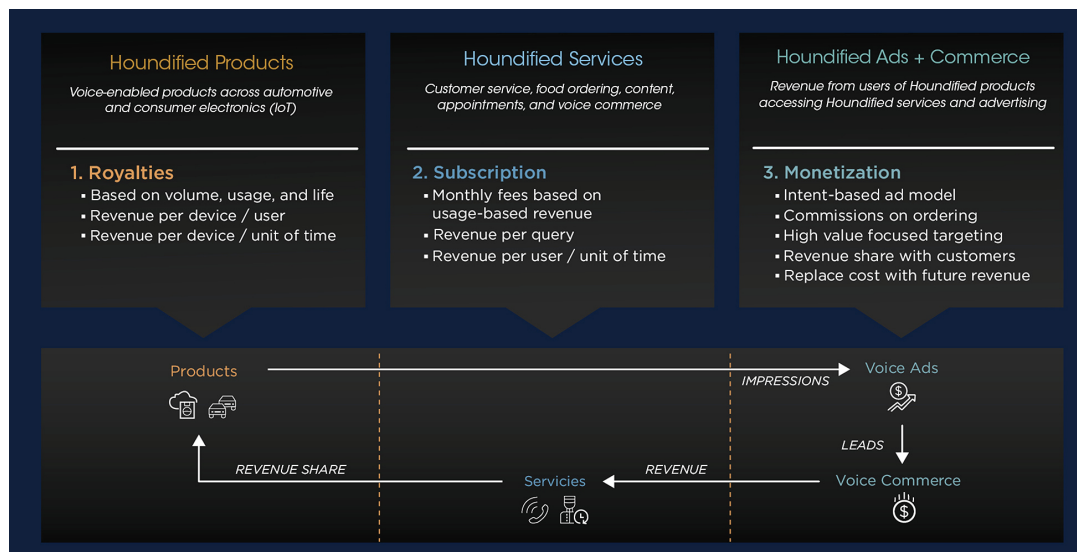 Houndified Products
Voice-enabled products across automotive
and consumer electronics (IoT)
1. Royalties
▪ Based on volume, usage, and life
▪ Revenue per device / user
▪ Revenue per device / unit of time
Houndified Services
Customer service, food ordering, content,
appointments, and voice commerce
2. Subscription
▪ Monthly fees based on
usage-based revenue
▪ Revenue per query
▪ Revenue per user / unit of time
Houndified Ads + Commerce
Revenue from users of Houndified products
accessing Houndified services and advertising
3. Monetization
▪ Intent-based ad model
▪ Commissions on ordering
▪ High value focused targeting
▪ Revenue share with customers
▪ Replace cost with future revenue
Products
IMPRESSIONS
Voice Ads
LEADS
Voice Commerce
REVENUE
Servicies
REVENUE SHARE